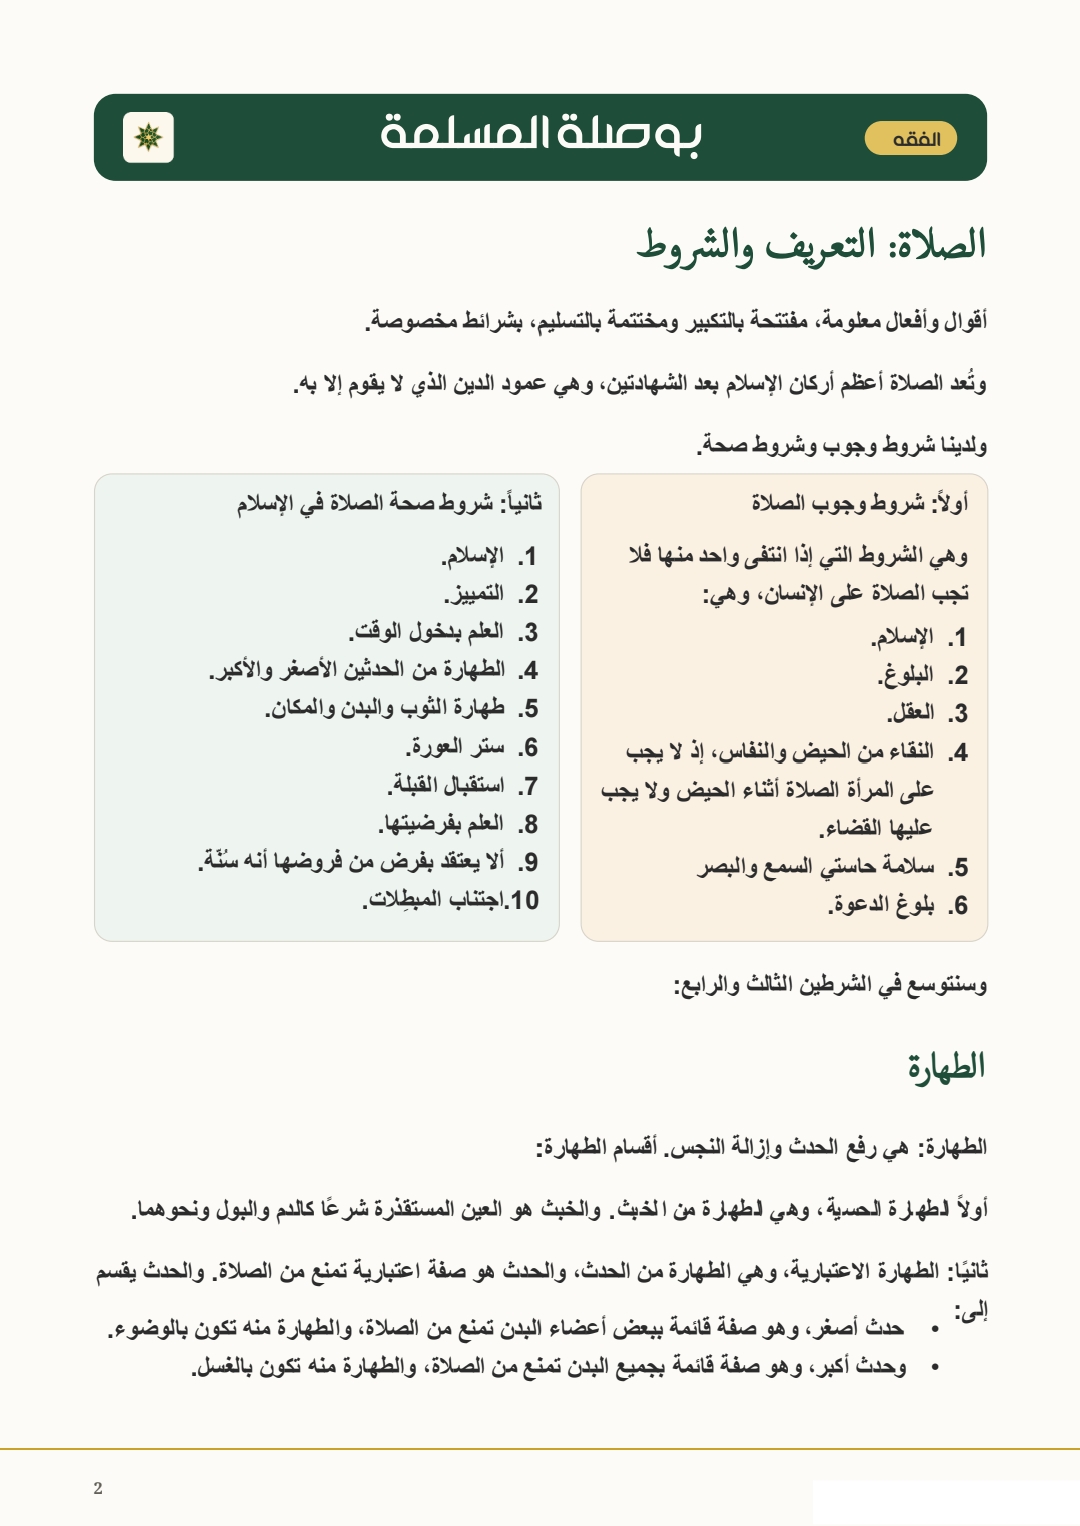 الفقه
بوصلة المسلمة
الصلاة: التعريف والشروط
أقوال وأفعال معلومة، مفتتحة بالتكبير ومختتمة بالتسليم، بشرائط مخصوصة.
وتُعد الصلاة أعظم أركان الإسلام بعد الشهادتين، وهي عمود الدين الذي لا يقوم إلا به.
ولدينا شروط وجوب وشروط صحة.
أولاً: شروط وجوب الصلاة
وهي الشروط التي إذا انتفى واحد منها فلا
تجب الصلاة على الإنسان، وهي:
1. الإسلام.
2. البلوغ.
3. العقل.
4. النقاء من الحيض والنفاس، إذ لا يجب
على المرأة الصلاة أثناء الحيض ولا يجب
عليها القضاء.
5. سلامة حاستي السمع والبصر
6. بلوغ الدعوة.
ثانياً: شروط صحة الصلاة في الإسلام
1. الإسلام.
2. التمييز.
3. العلم بدخول الوقت.
4. الطهارة من الحدثين الأصغر والأكبر.
5. طهارة الثوب والبدن والمكان.
6. ستر العورة.
7. استقبال القبلة.
8. العلم بفرضيتها.
9. ألا يعتقد بفرض من فروضها أنه سُنّة.
10.اجتناب المبطِلات.
وسنتوسع في الشرطين الثالث والرابع:
الطهارة
الطهارة: هي رفع الحدث وإزالة النجس. أقسام الطهارة:
أولاً الطهارة الحسية، وهي الطهارة من الخبث. والخبث هو العين المستقذرة شرعًا كالدم والبول ونحوهما.
ثانيًا: الطهارة الاعتبارية، وهي الطهارة من الحدث، والحدث هو صفة اعتبارية تمنع من الصلاة. والحدث يقسم
إلى:
• حدث أصغر، وهو صفة قائمة ببعض أعضاء البدن تمنع من الصلاة، والطهارة منه تكون بالوضوء.
• وحدث أكبر، وهو صفة قائمة بجميع البدن تمنع من الصلاة، والطهارة منه تكون بالغسل.
2